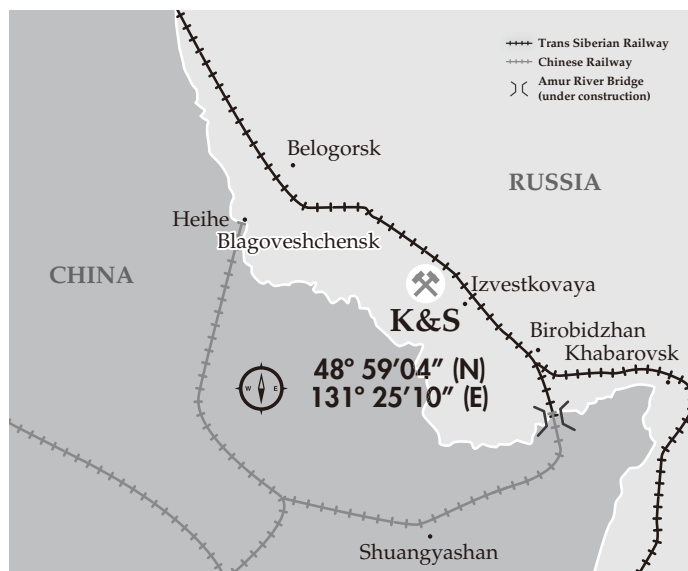 Trans Siberian Railway
Chinese Railway
Amur River Bridge
(under construction)
Belogorsk
RUSSIA
Heihe
Blagoveshchensk
CHINA
Izvestkovaya
K&S
Birobidzhan
48° 59’04” (N)
Khabarovsk
131° 25’10” (E)
W E
Shuangyashan